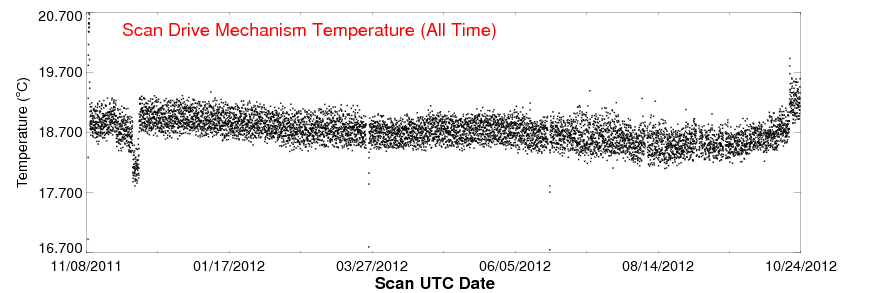 Scan Drive Mechanism Temperature (All Time)
20.700
19.700
18.700
17.700
16.700
Temperature (°C)
11/08/2011 01/17/2012 03/27/2012 06/05/2012 08/14/2012 10/24/2012
Scan UTC Date